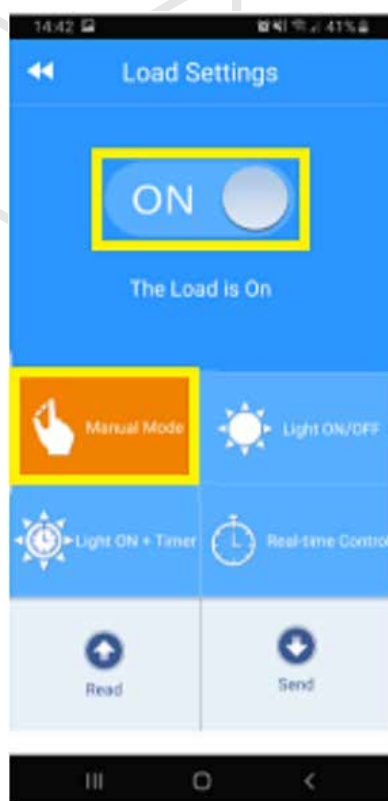 14:42 41%
Load Settings
ON
The Load is On
Manual Mode
Light ON/OFF
Light ON + Timer
Real-time Control
Read
Send